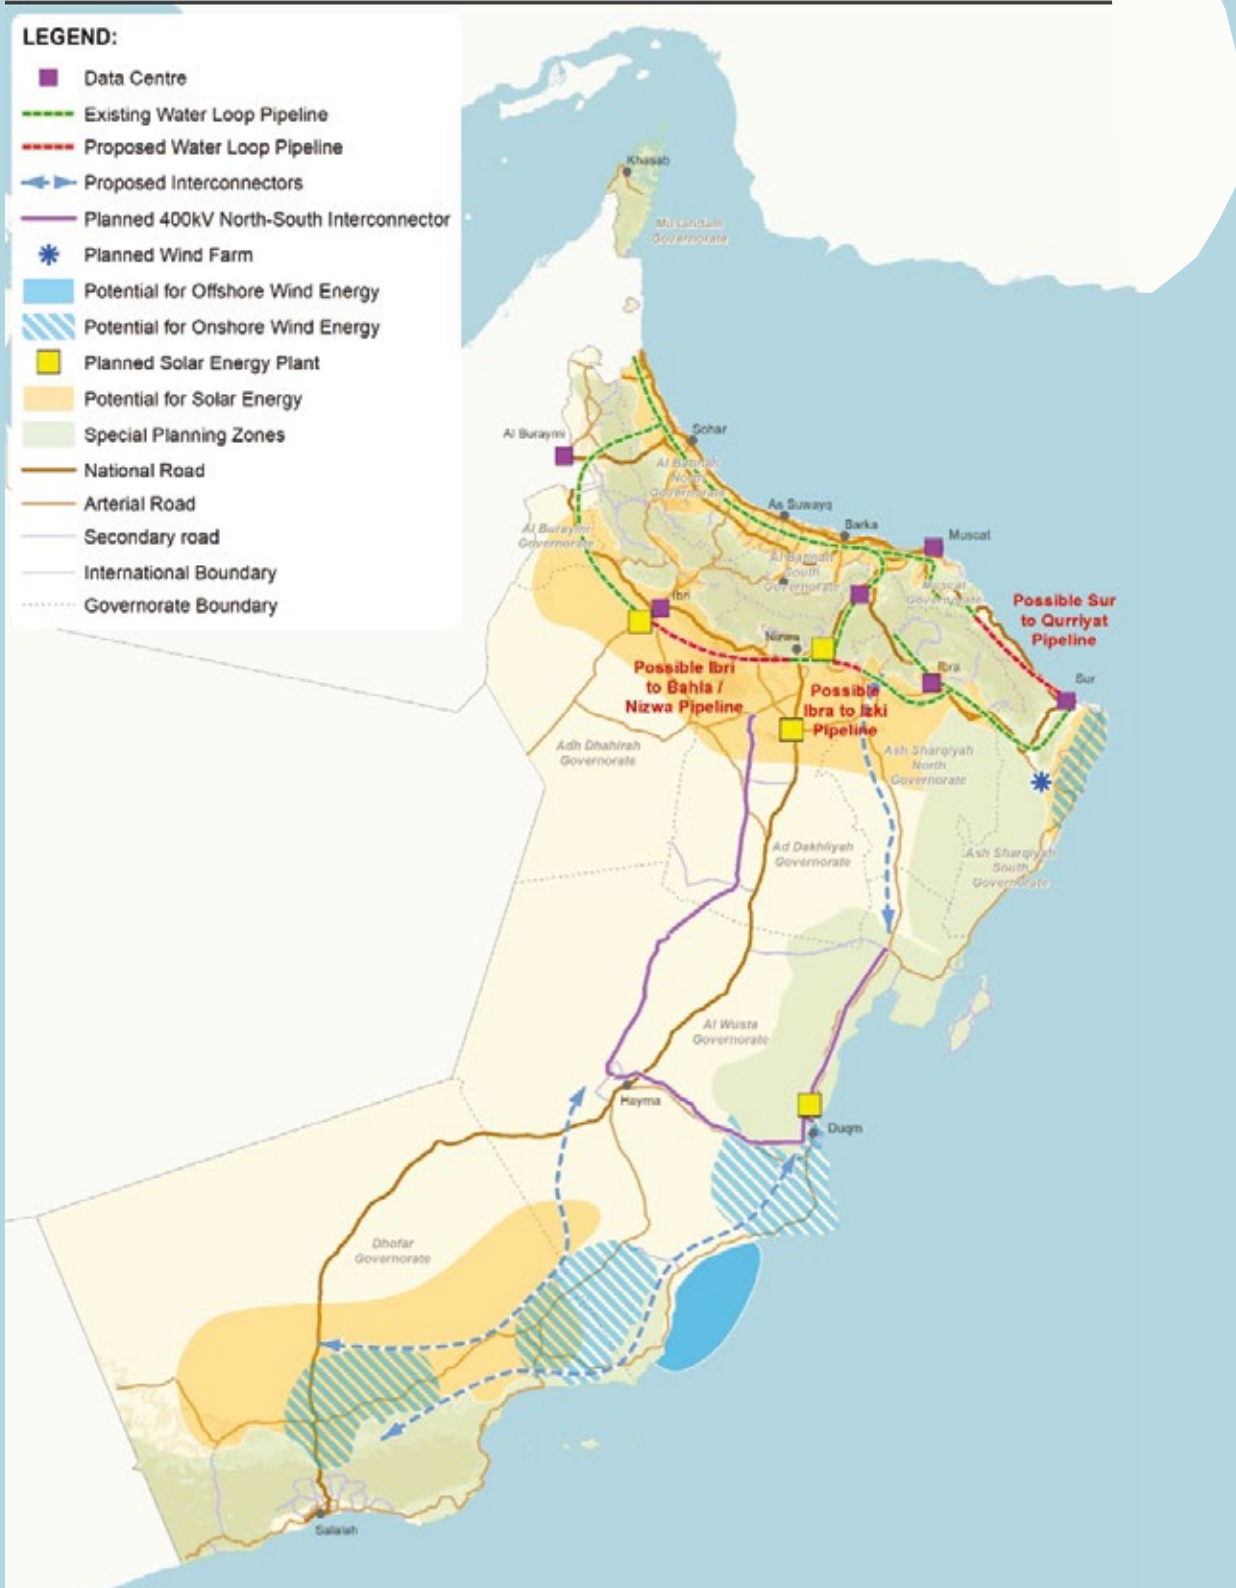 LEGEND:
Data Centre
Existing Water Loop Pipeline
Proposed Water Loop Pipeline
Proposed Interconnectors
Planned 400kV North-South Interconnector
Planned Wind Farm
Potential for Offshore Wind Energy
Potential for Onshore Wind Energy
Planned Solar Energy Plant
Potential for Solar Energy
Special Planning Zones
National Road
Arterial Road
Secondary road
International Boundary
Governorate Boundary
Khasab
Musandam
Governorate
Al Buraymi
Sohar
Al Batinah
North
Governorate
As Suwayq
Barka
Muscat
Al Buraymi
Governorate
Al Batinah
South
Governorate
Muscat
Governorate
Ibri
Possible Sur
to Qurriyat
Pipeline
Nizwa
Ibra
Sur
Possible Ibri
to Bahla /
Nizwa Pipeline
Possible
Ibra to Izki
Pipeline
Adh Dhahirah
Governorate
Ash Sharqiyah
North
Governorate
Ad Dakhliyah
Governorate
Ash Sharqiyah
South
Governorate
Al Wusta
Governorate
Hayma
Duqm
Dhofar
Governorate
Salalah